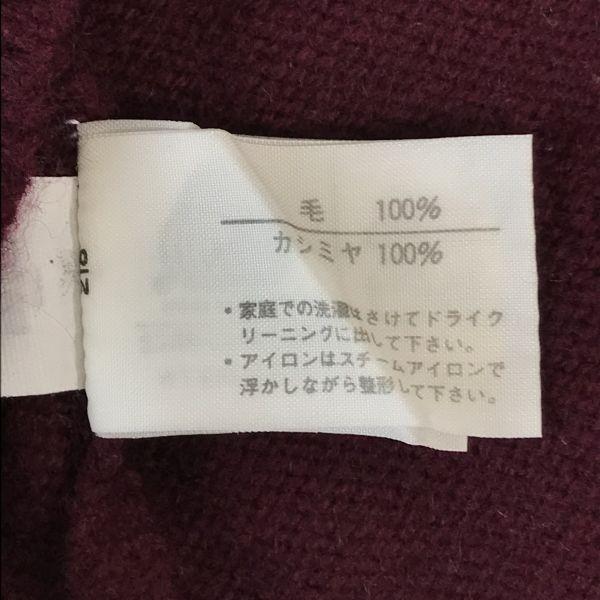 毛 100%
カシミヤ 100%
・家庭での洗濯はさけてドライク
リーニングに出して下さい。
・アイロンはスチームアイロンで
浮かしながら整形して下さい。